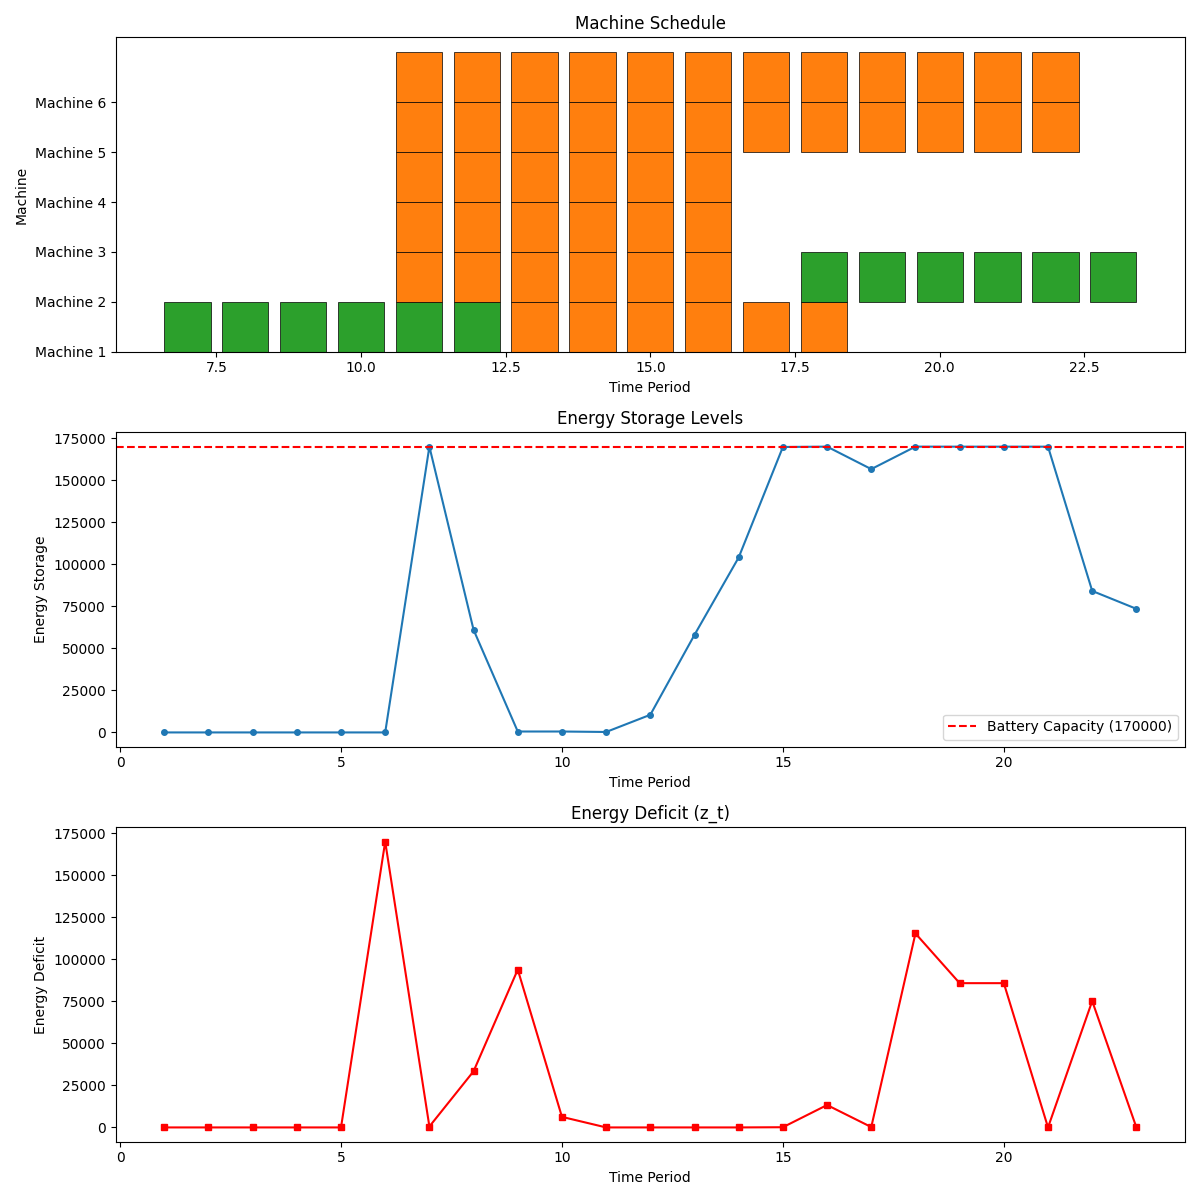 Machine Schedule
Machine 6
Machine 5
Machine 4
Machine 3
Machine 2
Machine 1
Machine
7.5 10.0 12.5 15.0 17.5 20.0 22.5
Time Period
Energy Storage Levels
175000
150000
125000
100000
75000
50000
25000
0
Energy Storage
Battery Capacity (170000)
0 5 10 15 20
Time Period
Energy Deficit (z_t)
175000
150000
125000
100000
75000
50000
25000
0
Energy Deficit
0 5 10 15 20
Time Period